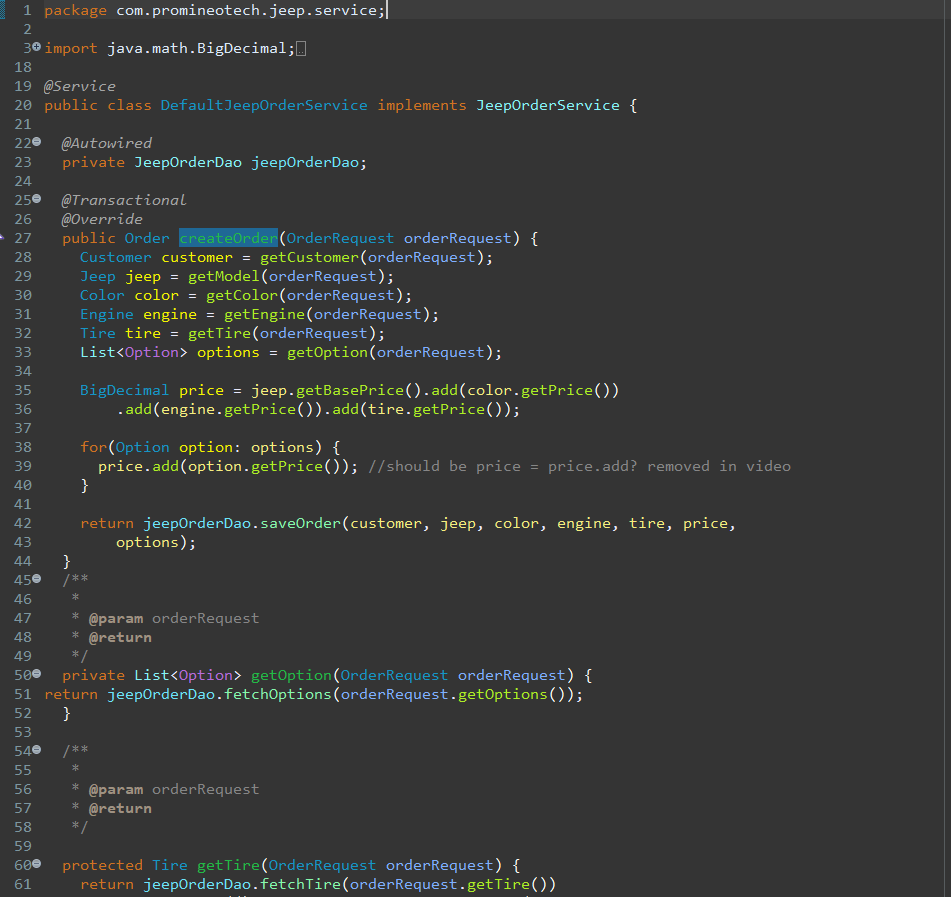 1 package com.promineotech.jeep.service;
2
3 import java.math.BigDecimal;
18
19 @Service
20 public class DefaultJeepOrderService implements JeepOrderService {
21
22 @Autowired
23 private JeepOrderDao jeepOrderDao;
24
25 @Transactional
26 @Override
27 public Order createOrder(OrderRequest orderRequest) {
28 Customer customer = getCustomer(orderRequest);
29 Jeep jeep = getModel(orderRequest);
30 Color color = getColor(orderRequest);
31 Engine engine = getEngine(orderRequest);
32 Tire tire = getTire(orderRequest);
33 List<Option> options = getOption(orderRequest);
34
35 BigDecimal price = jeep.getBasePrice().add(color.getPrice())
36 .add(engine.getPrice()).add(tire.getPrice());
37
38 for(Option option: options) {
39 price.add(option.getPrice()); //should be price = price.add? removed in video
40 }
41
42 return jeepOrderDao.saveOrder(customer, jeep, color, engine, tire, price,
43 options);
44 }
45 /**
46 *
47 * @param orderRequest
48 * @return
49 */
50 private List<Option> getOption(OrderRequest orderRequest) {
51 return jeepOrderDao.fetchOptions(orderRequest.getOptions());
52 }
53
54 /**
55 *
56 * @param orderRequest
57 * @return
58 */
59
60 protected Tire getTire(OrderRequest orderRequest) {
61 return jeepOrderDao.fetchTire(orderRequest.getTire())